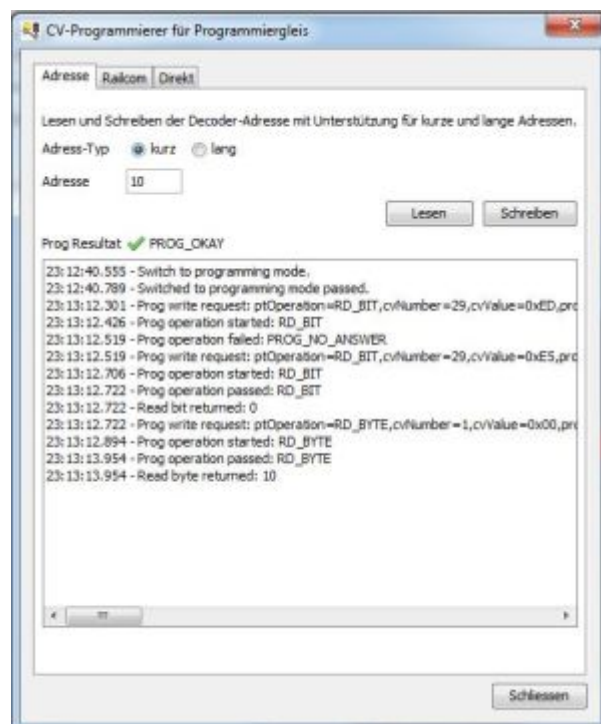 CV-Programmierer für Programmiergleis
Adresse Railcom Direkt
Lesen und Schreiben der Decoder-Adresse mit Unterstützung für kurze und lange Adressen.
Adress-Typ kurz lang
Adresse 10
Lesen Schreiben
Prog Resultat PROG_OKAY
23:12:40.555 - Switch to programming mode.
23:12:40.789 - Switched to programming mode passed.
23:13:12.301 - Prog write request: ptOperation=RD_BIT,cvNumber=29,cvValue=0xED,pro
23:13:12.426 - Prog operation started: RD_BIT
23:13:12.519 - Prog operation failed: PROG_NO_ANSWER
23:13:12.519 - Prog write request: ptOperation=RD_BIT,cvNumber=29,cvValue=0xE5,pro
23:13:12.706 - Prog operation started: RD_BIT
23:13:12.722 - Prog operation passed: RD_BIT
23:13:12.722 - Read bit returned: 0
23:13:12.722 - Prog write request: ptOperation=RD_BYTE,cvNumber=1,cvValue=0x00,pro
23:13:12.894 - Prog operation started: RD_BYTE
23:13:13.954 - Prog operation passed: RD_BYTE
23:13:13.954 - Read byte returned: 10
Schliessen